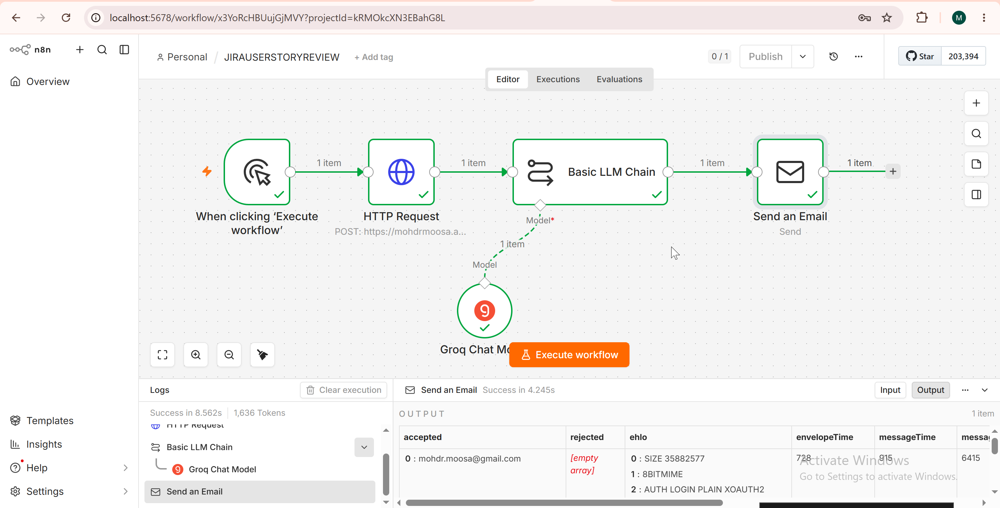 localhost:5678/workflow/x3YoRcHBUujGjMVY?projectId=kRMOkcXN3EBahG8L
M
n8n
Personal / JIRAUSERSTORYREVIEW + Add tag
0 / 1
Publish
Star
203,394
Overview
Editor
Executions
Evaluations
1 item
1 item
1 item
1 item
Basic LLM Chain
When clicking ‘Execute
workflow’
HTTP Request
POST: https://mohdrmoosa.a...
Model*
Send an Email
Send
1 item
Model
Groq Chat Mo
Execute workflow
Logs
Clear execution
Send an Email Success in 4.245s
Input
Output
Success in 8.562s
1,636 Tokens
OUTPUT
1 item
HTTP Request
Basic LLM Chain
Groq Chat Model
Send an Email
accepted
rejected
ehlo
envelopeTime
messageTime
messag
0 : mohdr.moosa@gmail.com
[empty
array]
0 : SIZE 35882577
1 : 8BITMIME
2 : AUTH LOGIN PLAIN XOAUTH2
728
915
6415
Activate Windows
Go to Settings to activate Windows.
Templates
Insights
Help
Settings